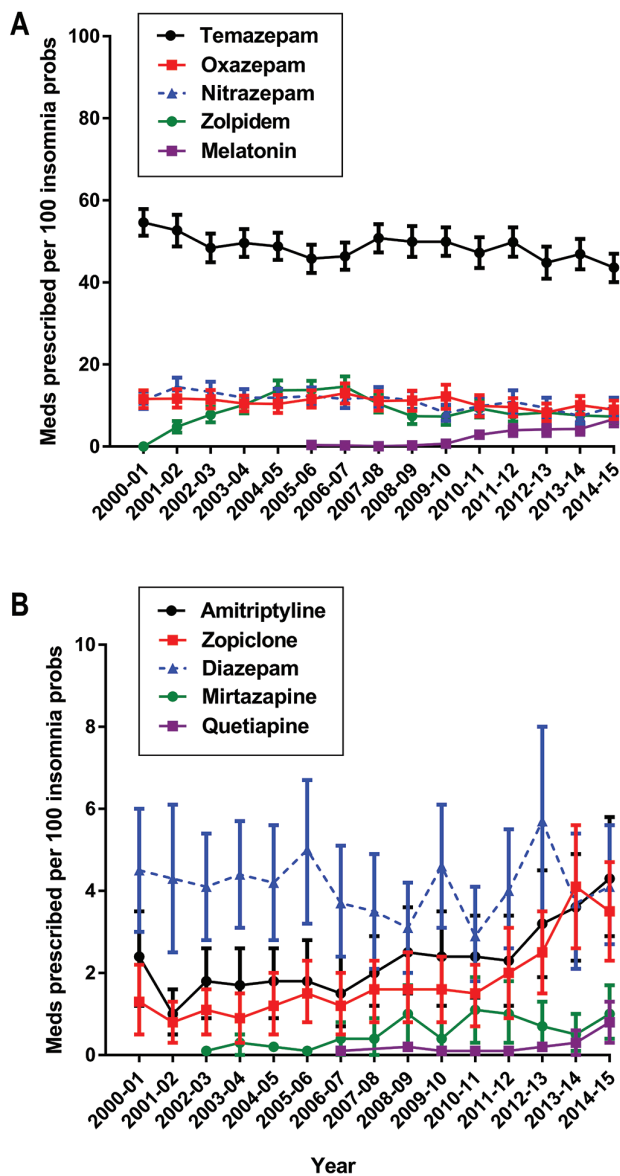 A
Meds prescribed per 100 insomnia probs
100
80
60
40
20
0
Temazepam
Oxazepam
Nitrazepam
Zolpidem
Melatonin
2000-01
2001-02
2002-03
2003-04
2004-05
2005-06
2006-07
2007-08
2008-09
2009-10
2010-11
2011-12
2012-13
2013-14
2014-15
B
Meds prescribed per 100 insomnia probs
10
8
6
4
2
0
Amitriptyline
Zopiclone
Diazepam
Mirtazapine
Quetiapine
2000-01
2001-02
2002-03
2003-04
2004-05
2005-06
2006-07
2007-08
2008-09
2009-10
2010-11
2011-12
2012-13
2013-14
2014-15
Year